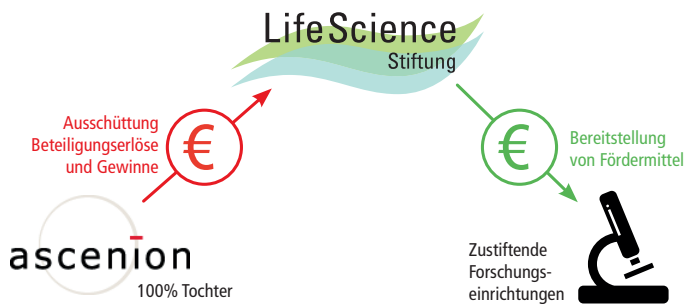 LifeScience
Stiftung
Ausschüttung
Beteiligungserlöse
und Gewinne
€
€
Bereitstellung
von Fördermittel
ascenion
100% Tochter
Zustiftende
Forschungs-
einrichtungen